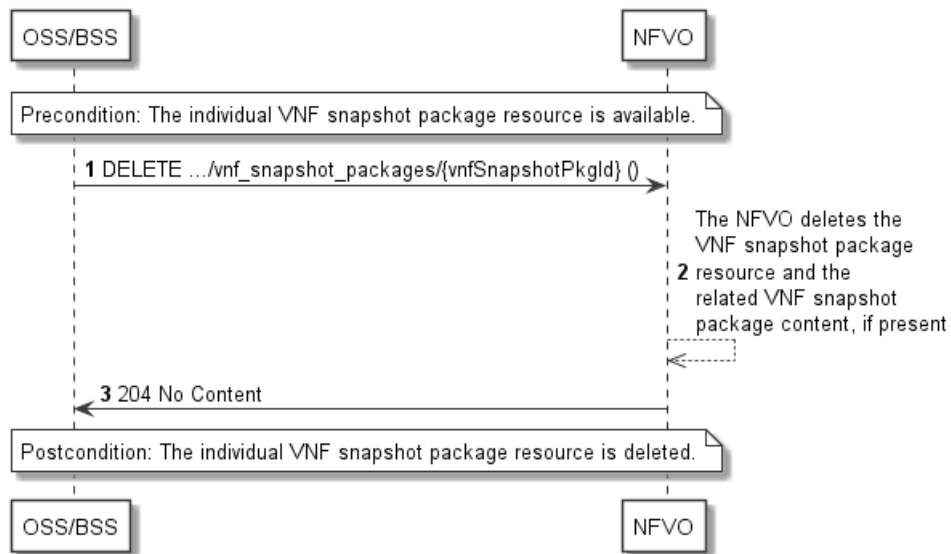 OSS/BSS
NFVO
Precondition: The individual VNF snapshot package resource is available.
1 DELETE .../vnf_snapshot_packages/{vnfSnapshotPkgId} ()
The NFVO deletes the
VNF snapshot package
2 resource and the
related VNF snapshot
package content, if present
3 204 No Content
Postcondition: The individual VNF snapshot package resource is deleted.
OSS/BSS
NFVO